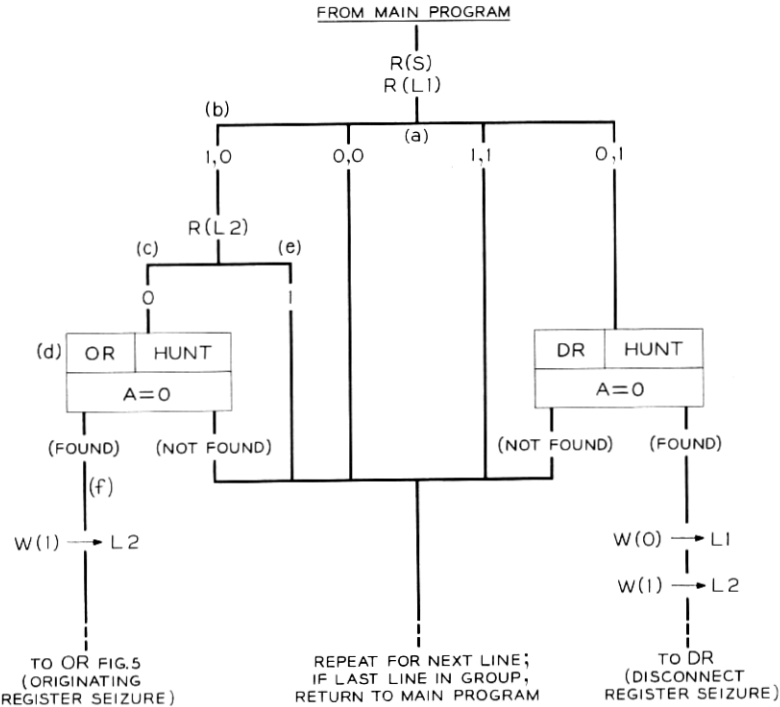 FROM MAIN PROGRAM
R(S)
R(L1)
(b)
(a)
1,0
0,0
1,1
0,1
R(L2)
(c)
(e)
0
1
(d)
OR HUNT
A=0
DR HUNT
A=0
(FOUND)
(NOT FOUND)
(NOT FOUND)
(FOUND)
(f)
W(1) → L2
W(0) → L1
W(1) → L2
TO OR FIG.5
(ORIGINATING
REGISTER SEIZURE)
REPEAT FOR NEXT LINE;
IF LAST LINE IN GROUP,
RETURN TO MAIN PROGRAM
TO DR
(DISCONNECT
REGISTER SEIZURE)